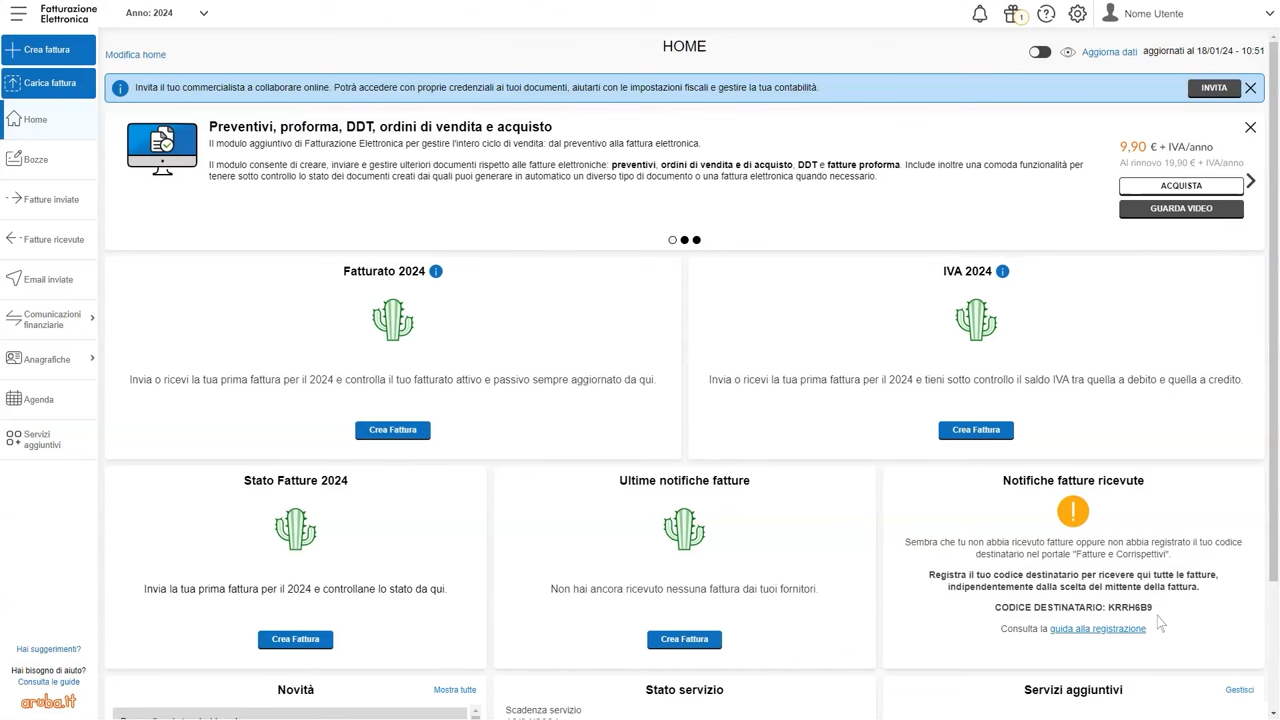 Fatturazione
Elettronica
Anno: 2024
1
Nome Utente
Crea fattura
Carica fattura
Home
Bozze
Fatture inviate
Fatture ricevute
Email inviate
Comunicazioni
finanziarie
Anagrafiche
Agenda
Servizi
aggiuntivi
Hai suggerimenti?
Hai bisogno di aiuto?
Consulta le guide
aruba.it
Modifica home
HOME
Aggiorna dati
aggiornati al 18/01/24 - 10:51
Invita il tuo commercialista a collaborare online. Potrà accedere con proprie credenziali ai tuoi documenti, aiutarti con le impostazioni fiscali e gestire la tua contabilità.
INVITA
Preventivi, proforma, DDT, ordini di vendita e acquisto
Il modulo aggiuntivo di Fatturazione Elettronica per gestire l'intero ciclo di vendita: dal preventivo alla fattura elettronica.
Il modulo consente di creare, inviare e gestire ulteriori documenti rispetto alle fatture elettroniche: preventivi, ordini di vendita e di acquisto, DDT e fatture proforma. Include inoltre una comoda funzionalità per
tenere sotto controllo lo stato dei documenti creati dai quali puoi generare in automatico un diverso tipo di documento o una fattura elettronica quando necessario.
9,90 € + IVA/anno
Al rinnovo 19,90 € + IVA/anno
ACQUISTA
GUARDA VIDEO
Fatturato 2024
Invia o ricevi la tua prima fattura per il 2024 e controlla il tuo fatturato attivo e passivo sempre aggiornato da qui.
Crea Fattura
IVA 2024
Invia o ricevi la tua prima fattura per il 2024 e tieni sotto controllo il saldo IVA tra quella a debito e quella a credito.
Crea Fattura
Stato Fatture 2024
Invia la tua prima fattura per il 2024 e controllane lo stato da qui.
Crea Fattura
Ultime notifiche fatture
Non hai ancora ricevuto nessuna fattura dai tuoi fornitori.
Crea Fattura
Notifiche fatture ricevute
Sembra che tu non abbia ricevuto fatture oppure non abbia registrato il tuo codice
destinatario nel portale "Fatture e Corrispettivi".
Registra il tuo codice destinatario per ricevere qui tutte le fatture,
indipendentemente dalla scelta del mittente della fattura.
CODICE DESTINATARIO: KRRH6B9
Consulta la guida alla registrazione
Novità
Mostra tutte
Stato servizio
Scadenza servizio
Servizi aggiuntivi
Gestisci